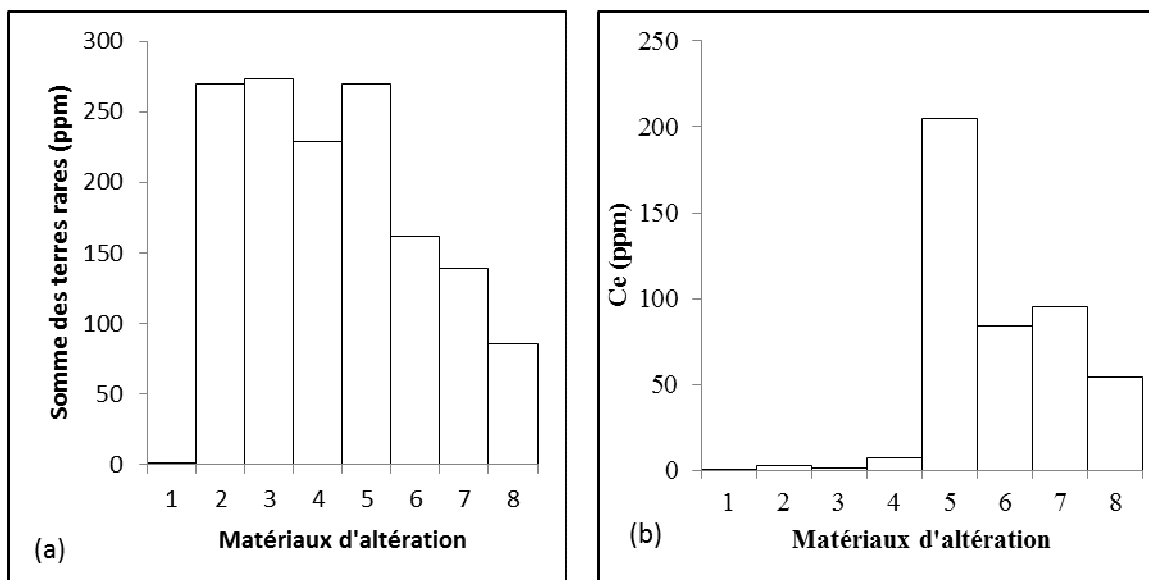 300
250
200
150
100
50
0
Somme des terres rares (ppm)
1 2 3 4 5 6 7 8
Matériaux d'altération
(a)
250
200
150
100
50
0
Ce (ppm)
1 2 3 4 5 6 7 8
Matériaux d'altération
(b)